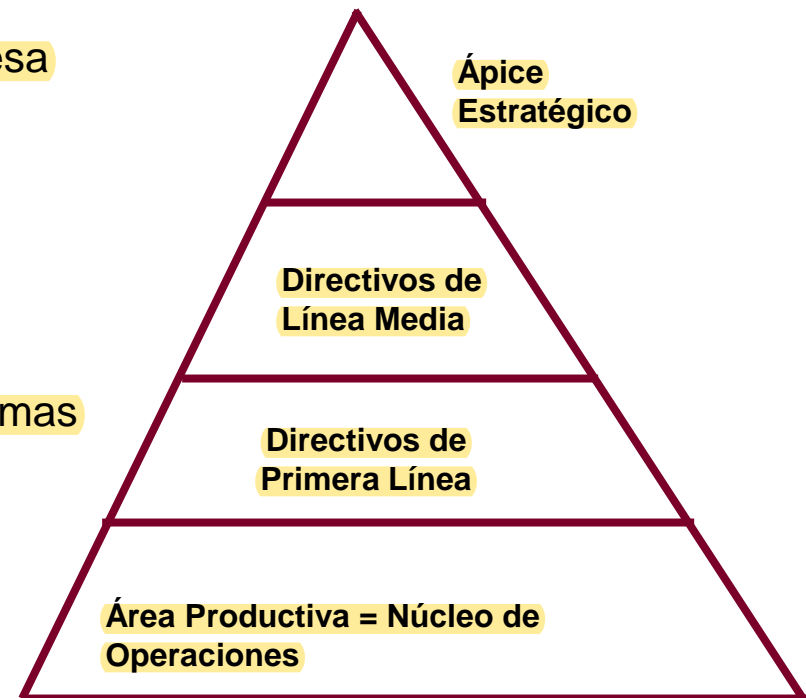 esa
Ápice
Estratégico
Directivos de
Línea Media
mas
Directivos de
Primera Línea
Área Productiva = Núcleo de
Operaciones